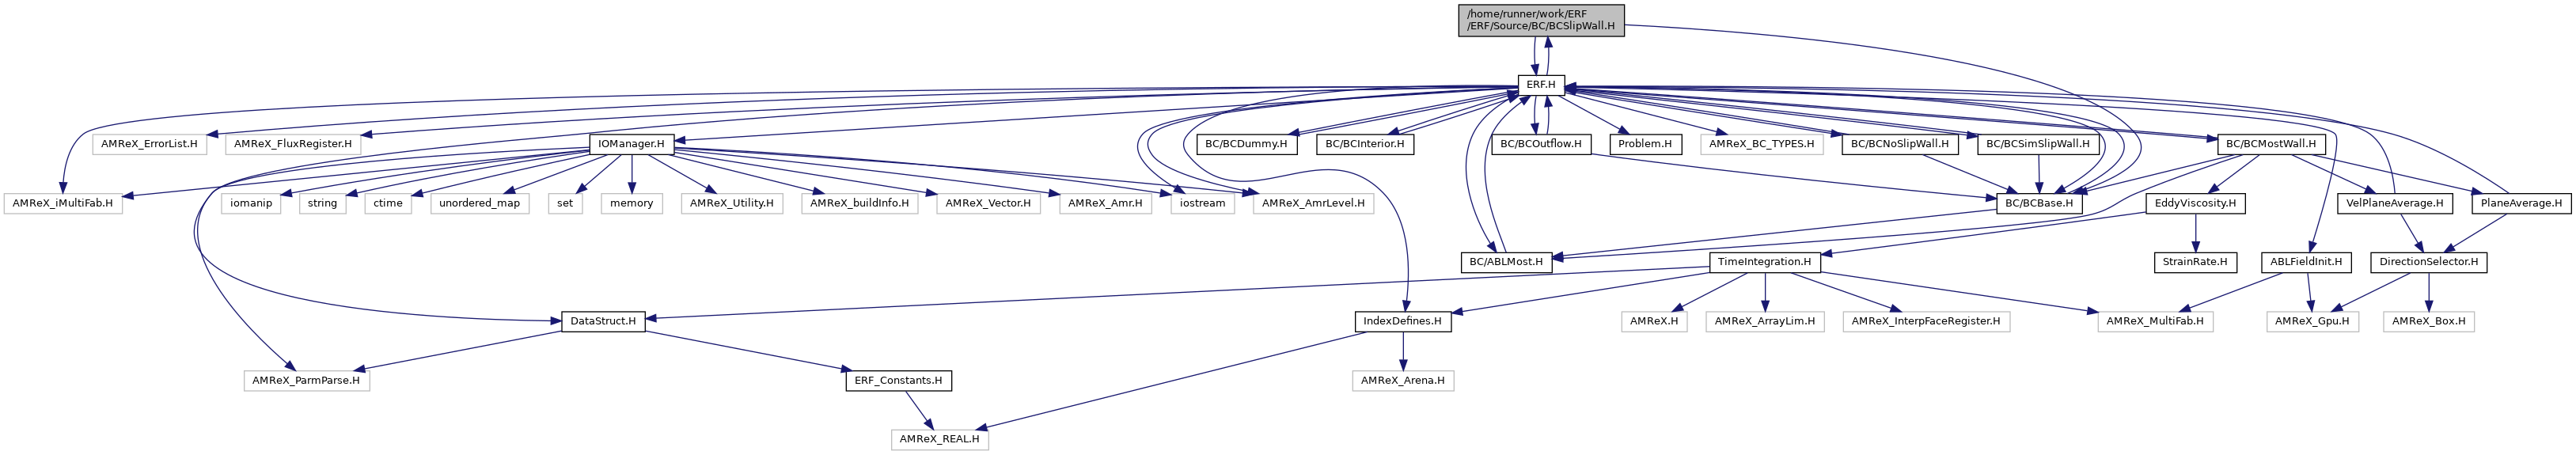 /home/runner/work/ERF
/ERF/Source/BC/BCSlipWall.H
ERF.H
AMReX_ErrorList.H
AMReX_FluxRegister.H
IOManager.H
BC/BCDummy.H
BC/BCInterior.H
BC/BCOutflow.H
Problem.H
AMReX_BC_TYPES.H
BC/BCNoSlipWall.H
BC/BCSimSlipWall.H
BC/BCMostWall.H
AMReX_iMultiFab.H
iomanip
string
ctime
unordered_map
set
memory
AMReX_Utility.H
AMReX_buildInfo.H
AMReX_Vector.H
AMReX_Amr.H
iostream
AMReX_AmrLevel.H
BC/BCBase.H
EddyViscosity.H
VelPlaneAverage.H
PlaneAverage.H
BC/ABLMost.H
TimeIntegration.H
StrainRate.H
ABLFieldInit.H
DirectionSelector.H
DataStruct.H
IndexDefines.H
AMReX.H
AMReX_ArrayLim.H
AMReX_InterpFaceRegister.H
AMReX_MultiFab.H
AMReX_Gpu.H
AMReX_Box.H
AMReX_ParmParse.H
ERF_Constants.H
AMReX_Arena.H
AMReX_REAL.H